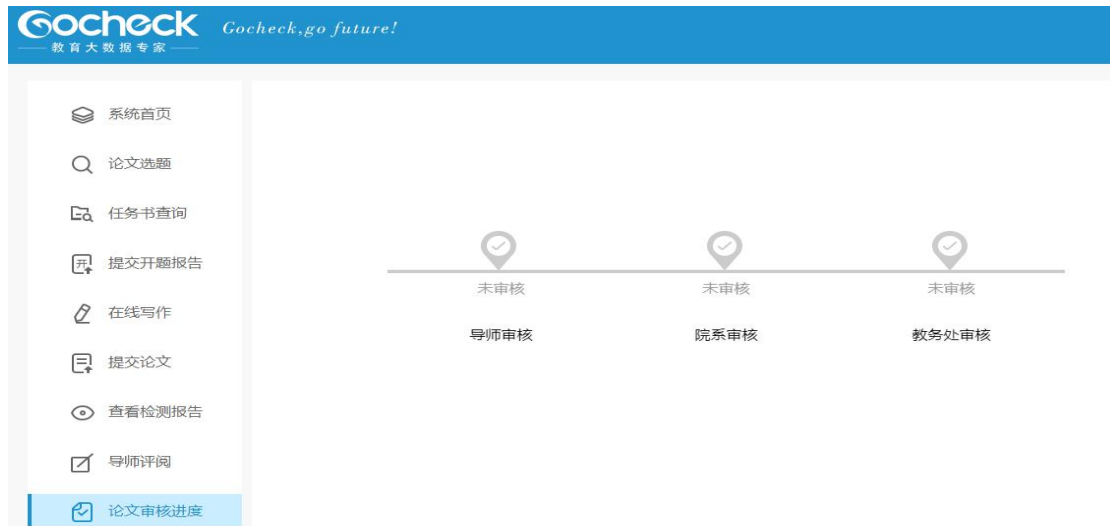 Gocheck
Gocheck,go future!
教育大数据专家
系统首页
论文选题
任务书查询
提交开题报告
在线写作
提交论文
查看检测报告
导师评阅
论文审核进度
未审核
未审核
未审核
导师审核
院系审核
教务处审核